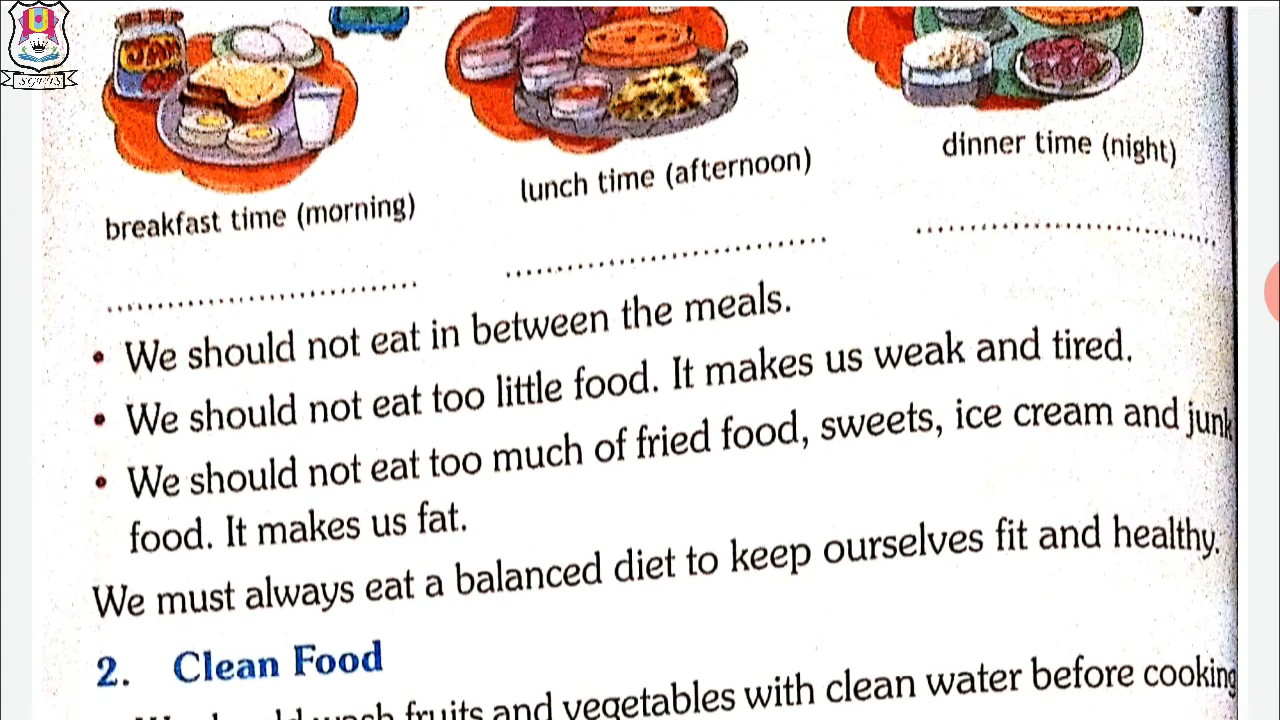 breakfast time (morning)
lunch time (afternoon)
dinner time (night)
• We should not eat in between the meals.
• We should not eat too little food. It makes us weak and tired.
• We should not eat too much of fried food, sweets, ice cream and junk
food. It makes us fat.
We must always eat a balanced diet to keep ourselves fit and healthy.
2. Clean Food
fruits and vegetables with clean water before cooking